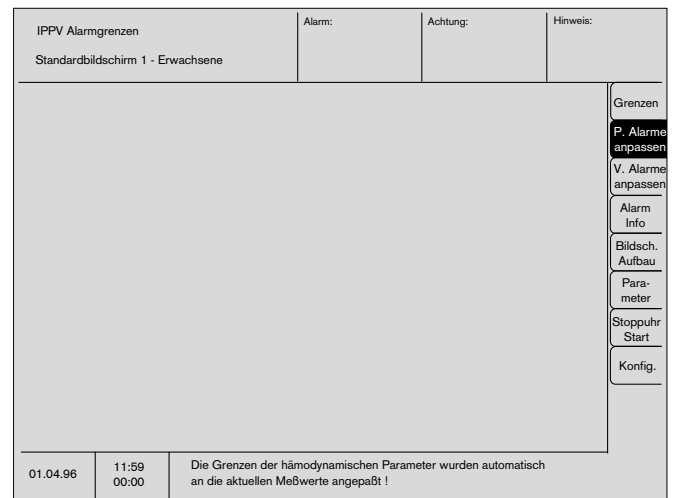 IPPV Alarmgrenzen
Standardbildschirm 1 - Erwachsene
Alarm:
Achtung:
Hinweis:
Grenzen
P. Alarme
anpassen
V. Alarme
anpassen
Alarm
Info
Bildsch.
Aufbau
Para-
meter
Stoppuhr
Start
Konfig.
01.04.96
11:59
00:00
Die Grenzen der hämodynamischen Parameter wurden automatisch
an die aktuellen Meßwerte angepaßt !